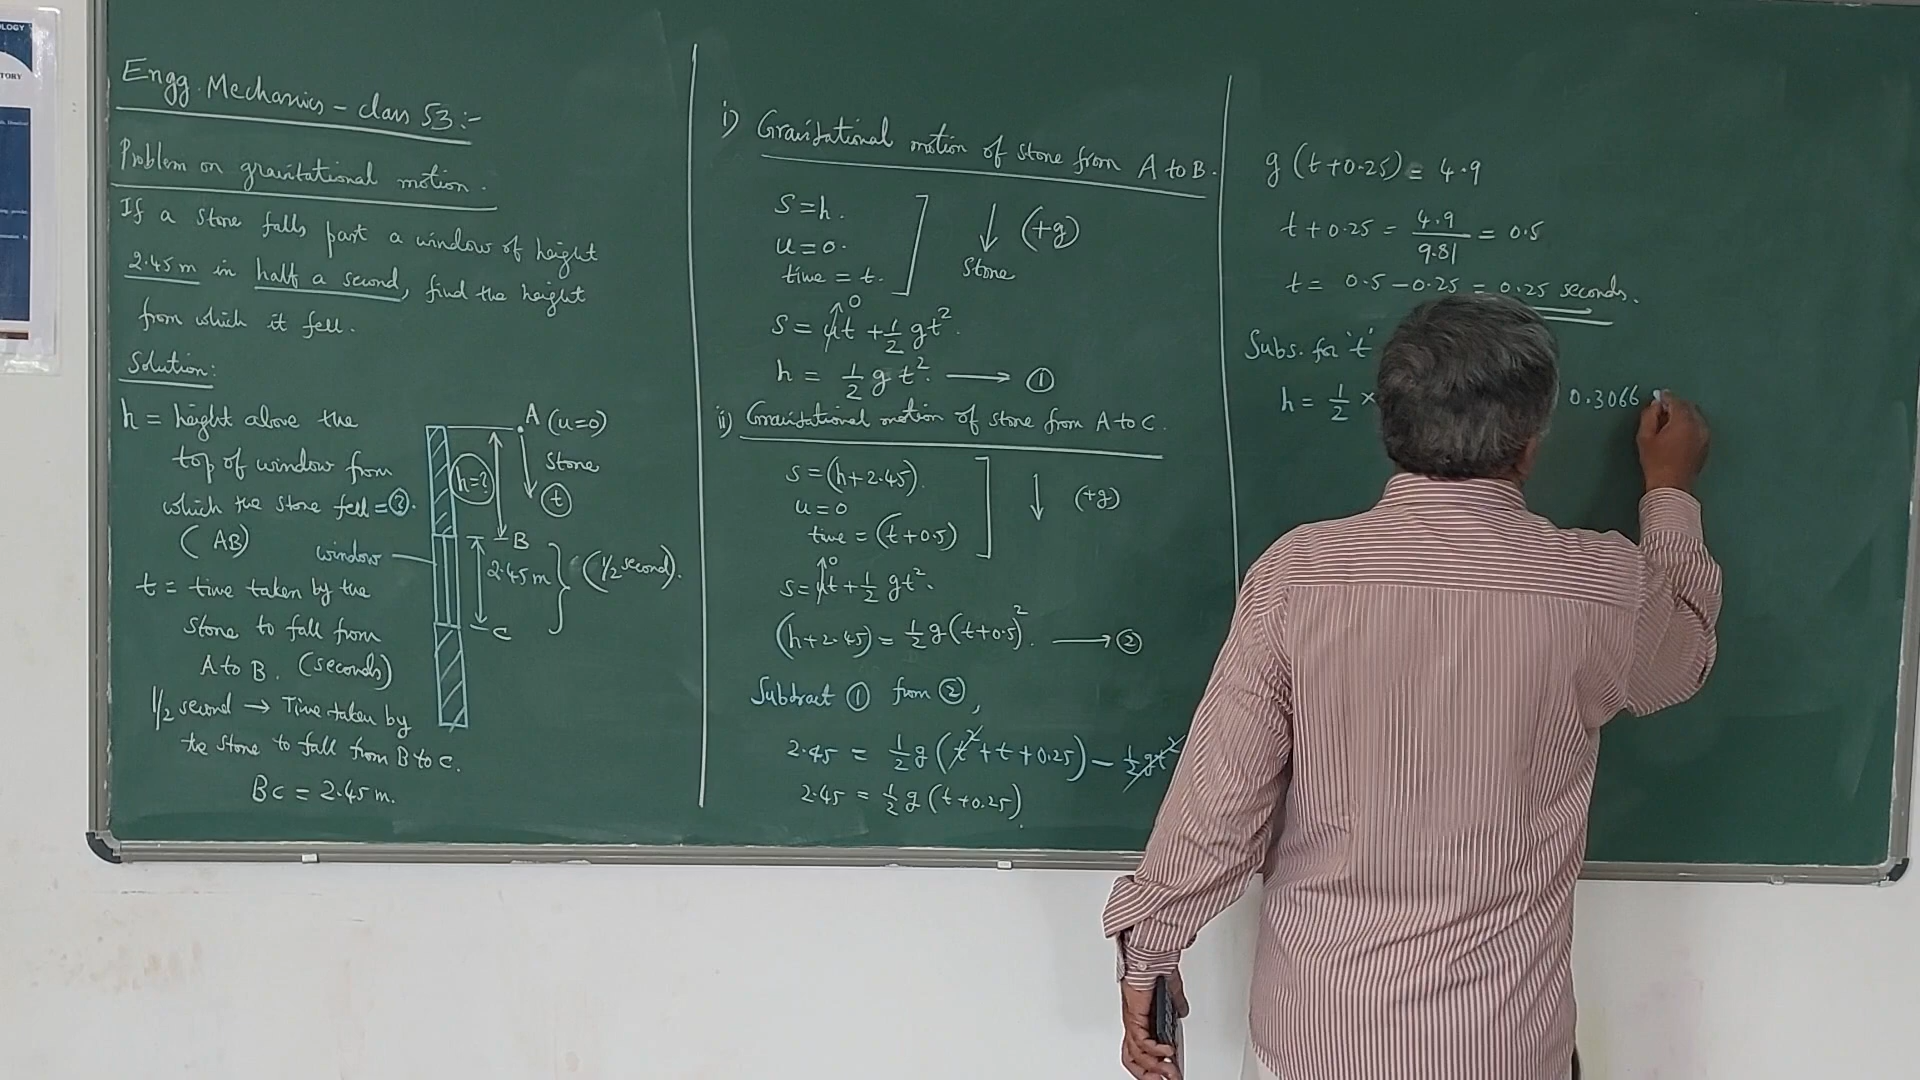 OLOGY
TORY
Engg. Mechanics - class 53:-
Problem on gravitational motion.
If a stone falls past a window of height
2.45 m in half a second, find the height
from which it fell.
Solution:
h = height above the
top of window from
which the stone fell = ?.
(AB)
t = time taken by the
stone to fall from
A to B. (seconds)
1/2 second → Time taken by
the stone to fall from B to C.
BC = 2.45 m.
A (u=0)
stone
h=?
t
B
window
2.45 m
(1/2 second).
C
i) Gravitational motion of stone from A to B.
S = h.
u = 0.
time = t.
↓ (+g)
stone
0
S = ut + 1/2 gt².
h = 1/2 g t². → ①
ii) Gravitational motion of stone from A to C.
S = (h+2.45).
u = 0
time = (t+0.5)
↓ (+g)
0
S = ut + 1/2 gt².
(h+2.45) = 1/2 g (t+0.5)². → ②
Subtract ① from ②,
2.45 = 1/2 g (t² + t + 0.25) - 1/2 gt²
2.45 = 1/2 g (t+0.25).
g (t+0.25) = 4.9
t + 0.25 = 4.9/9.81 = 0.5
t = 0.5 - 0.25 = 0.25 seconds.
Subs. for 't'
h = 1/2 ×
0.3066